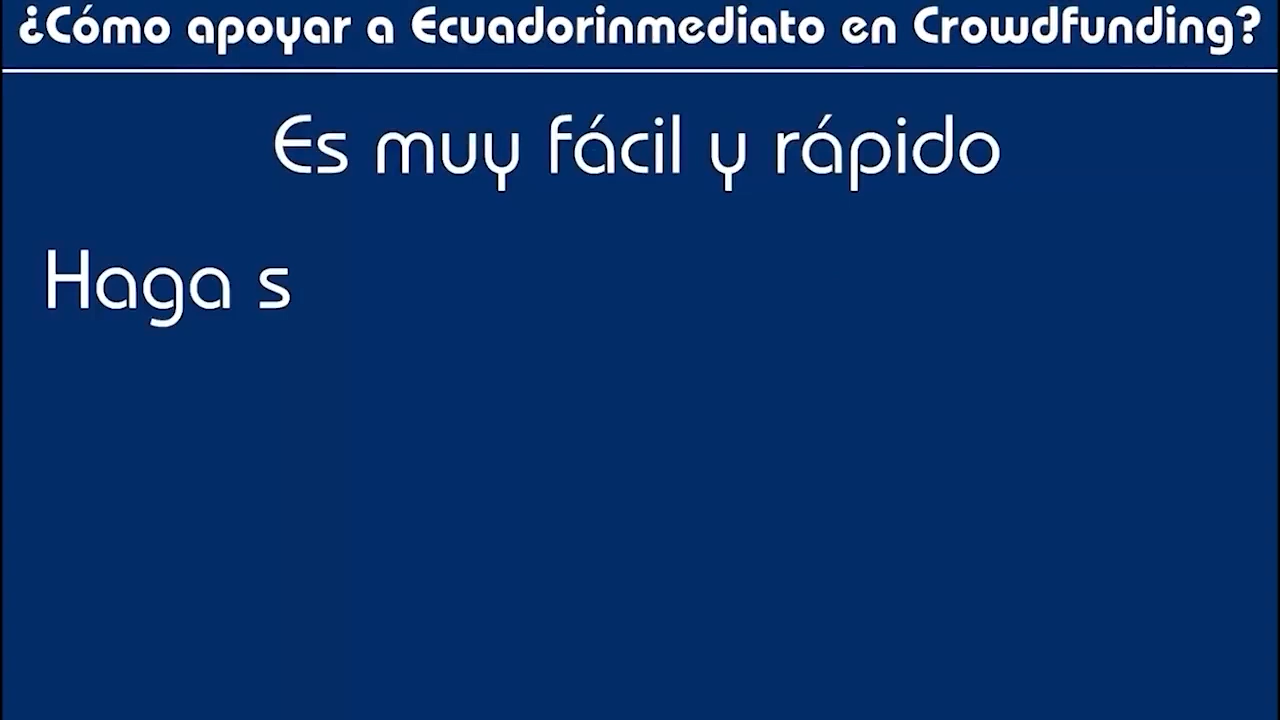 ¿Cómo apoyar a Ecuadorinmediato en Crowdfunding?
Es muy fácil y rápido
Haga s